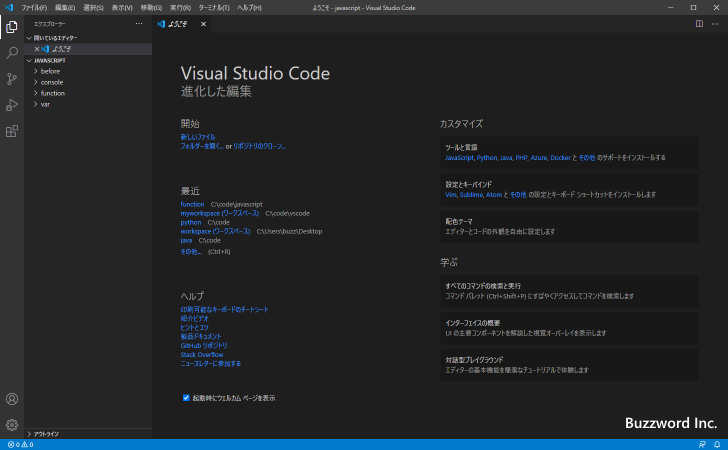 ファイル(F) 編集(E) 選択(S) 表示(V) 移動(G) 実行(R) ターミナル(T) ヘルプ(H) ようこそ - javascript - Visual Studio Code
エクスプローラー ...
ようこそ
開いているエディター
ようこそ
JAVASCRIPT
before
console
function
var
アウトライン
Visual Studio Code
進化した編集
開始
新しいファイル
フォルダーを開く... or リポジトリのクローン...
最近
function C:\code\javascript
myworkspace (ワークスペース) C:\code\vscode
python C:\code
workspace (ワークスペース) C:\Users\buzz\Desktop
java C:\code
その他... (Ctrl+R)
ヘルプ
印刷可能なキーボードのチートシート
紹介ビデオ
ヒントとコツ
製品ドキュメント
GitHub リポジトリ
Stack Overflow
ニュースレターに参加する
起動時にウェルカム ページを表示
カスタマイズ
ツールと言語
JavaScript, Python, Java, PHP, Azure, Docker と その他 のサポートをインストールする
設定とキーバインド
Vim, Sublime, Atom と その他 の設定とキーボード ショートカットをインストールします
配色テーマ
エディターとコードの外観を自由に設定します
学ぶ
すべてのコマンドの検索と実行
コマンド パレット (Ctrl+Shift+P) にすばやくアクセスしてコマンドを検索します
インターフェイスの概要
UI の主要コンポーネントを解説した視覚オーバーレイを表示します
対話型プレイグラウンド
エディターの基本機能を簡潔なチュートリアルで体験します
Buzzword Inc.
0 0